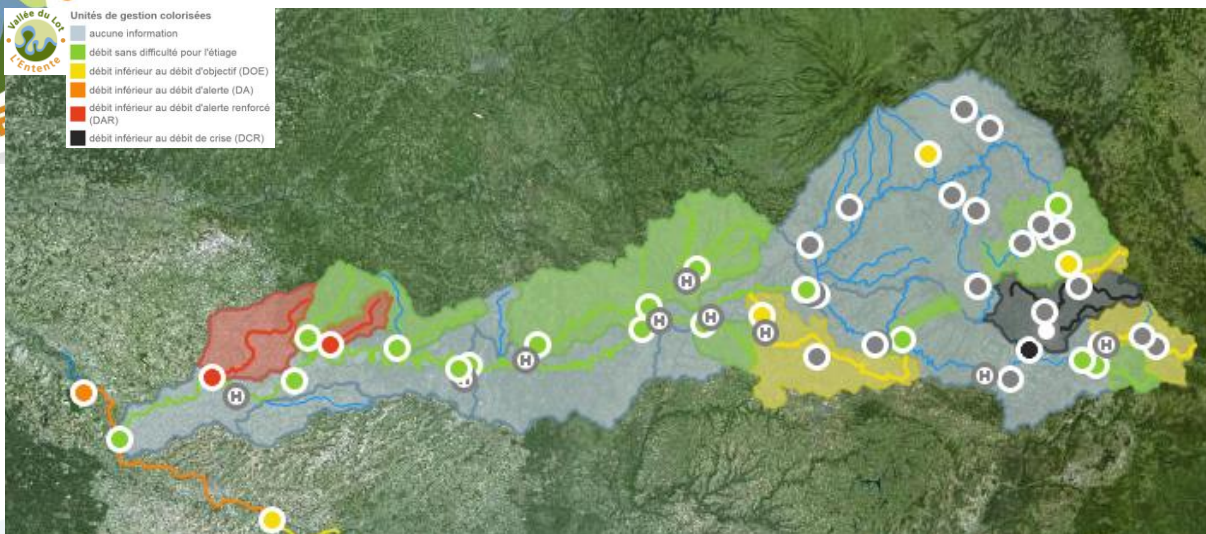 Vallée du Lot
L'Entente
Unités de gestion colorisées
aucune information
débit sans difficulté pour l'étiage
débit inférieur au débit d'objectif (DOE)
débit inférieur au débit d'alerte (DA)
débit inférieur au débit d'alerte renforcé
(DAR)
débit inférieur au débit de crise (DCR)
H
H
H
H
H
H
H
H